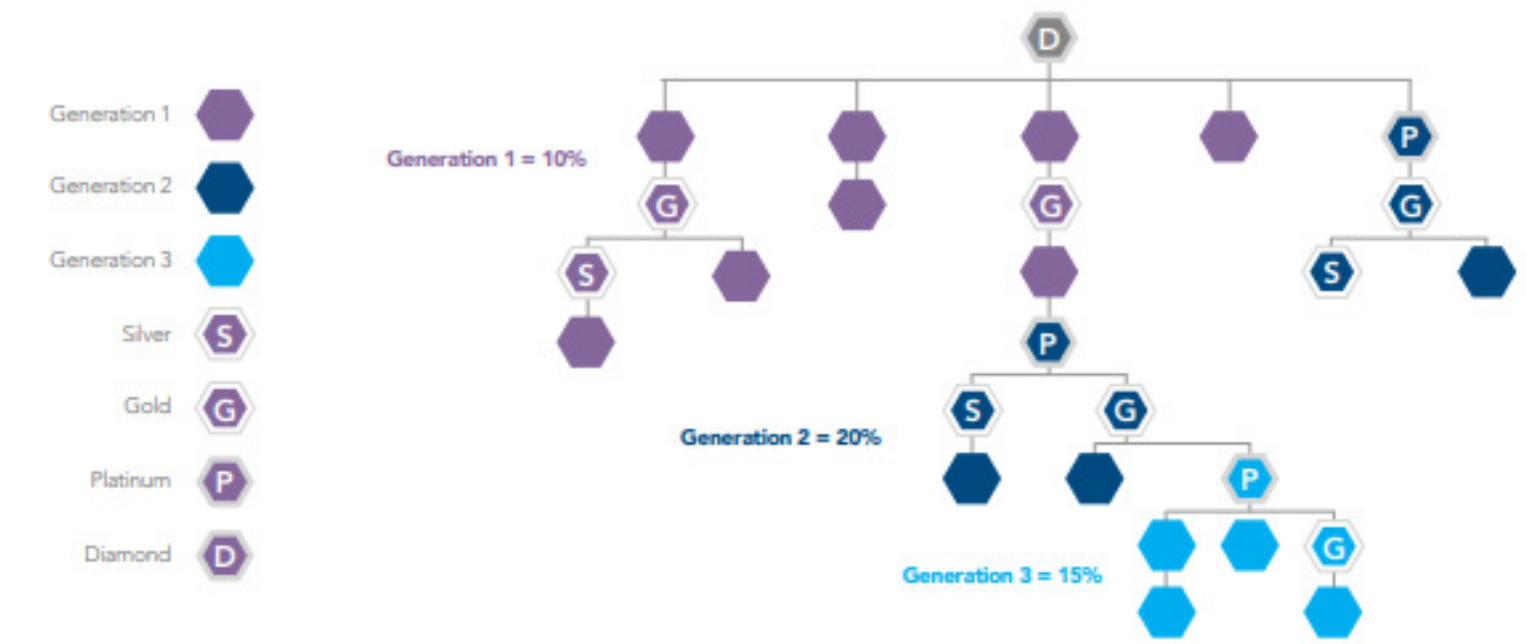 D
Generation 1
P
Generation 1 = 10%
Generation 2
G
G
G
Generation 3
S
S
Silver
S
P
Gold
G
S
G
Generation 2 = 20%
Platinum
P
P
Diamond
D
G
Generation 3 = 15%